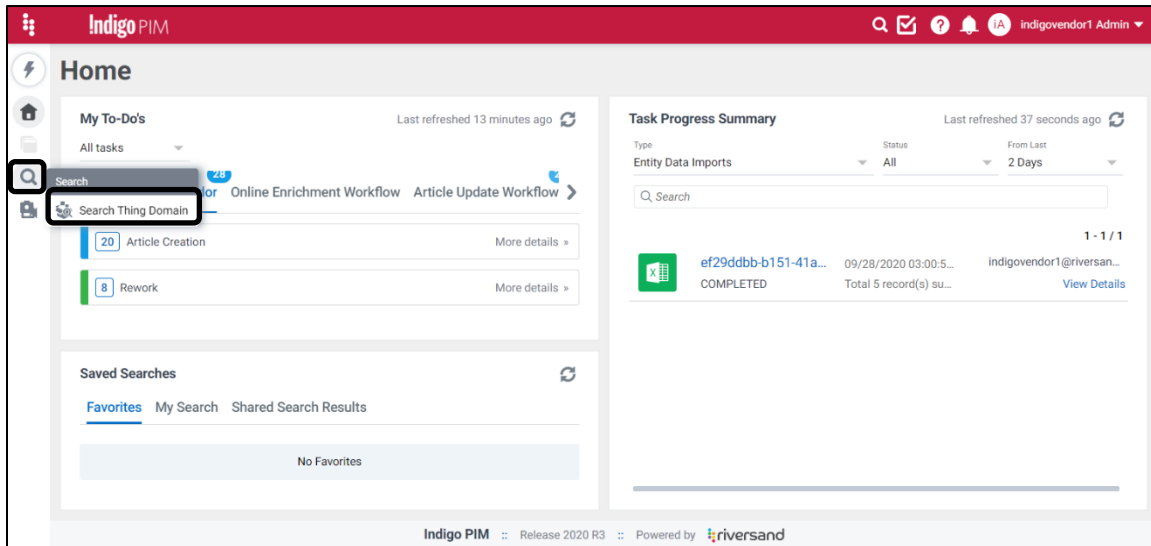 !ndigo PIM
iA indigovendor1 Admin
Home
My To-Do's
Last refreshed 13 minutes ago
All tasks
28
Online Enrichment Workflow
Article Update Workflow
Search
Search Thing Domain
20 Article Creation
More details »
8 Rework
More details »
Saved Searches
Favorites My Search Shared Search Results
No Favorites
Task Progress Summary
Last refreshed 37 seconds ago
Type Status From Last
Entity Data Imports All 2 Days
Search
1 - 1 / 1
ef29ddbb-b151-41a... 09/28/2020 03:00:5... indigovendor1@riversan...
COMPLETED Total 5 record(s) su... View Details
Indigo PIM :: Release 2020 R3 :: Powered by riversand